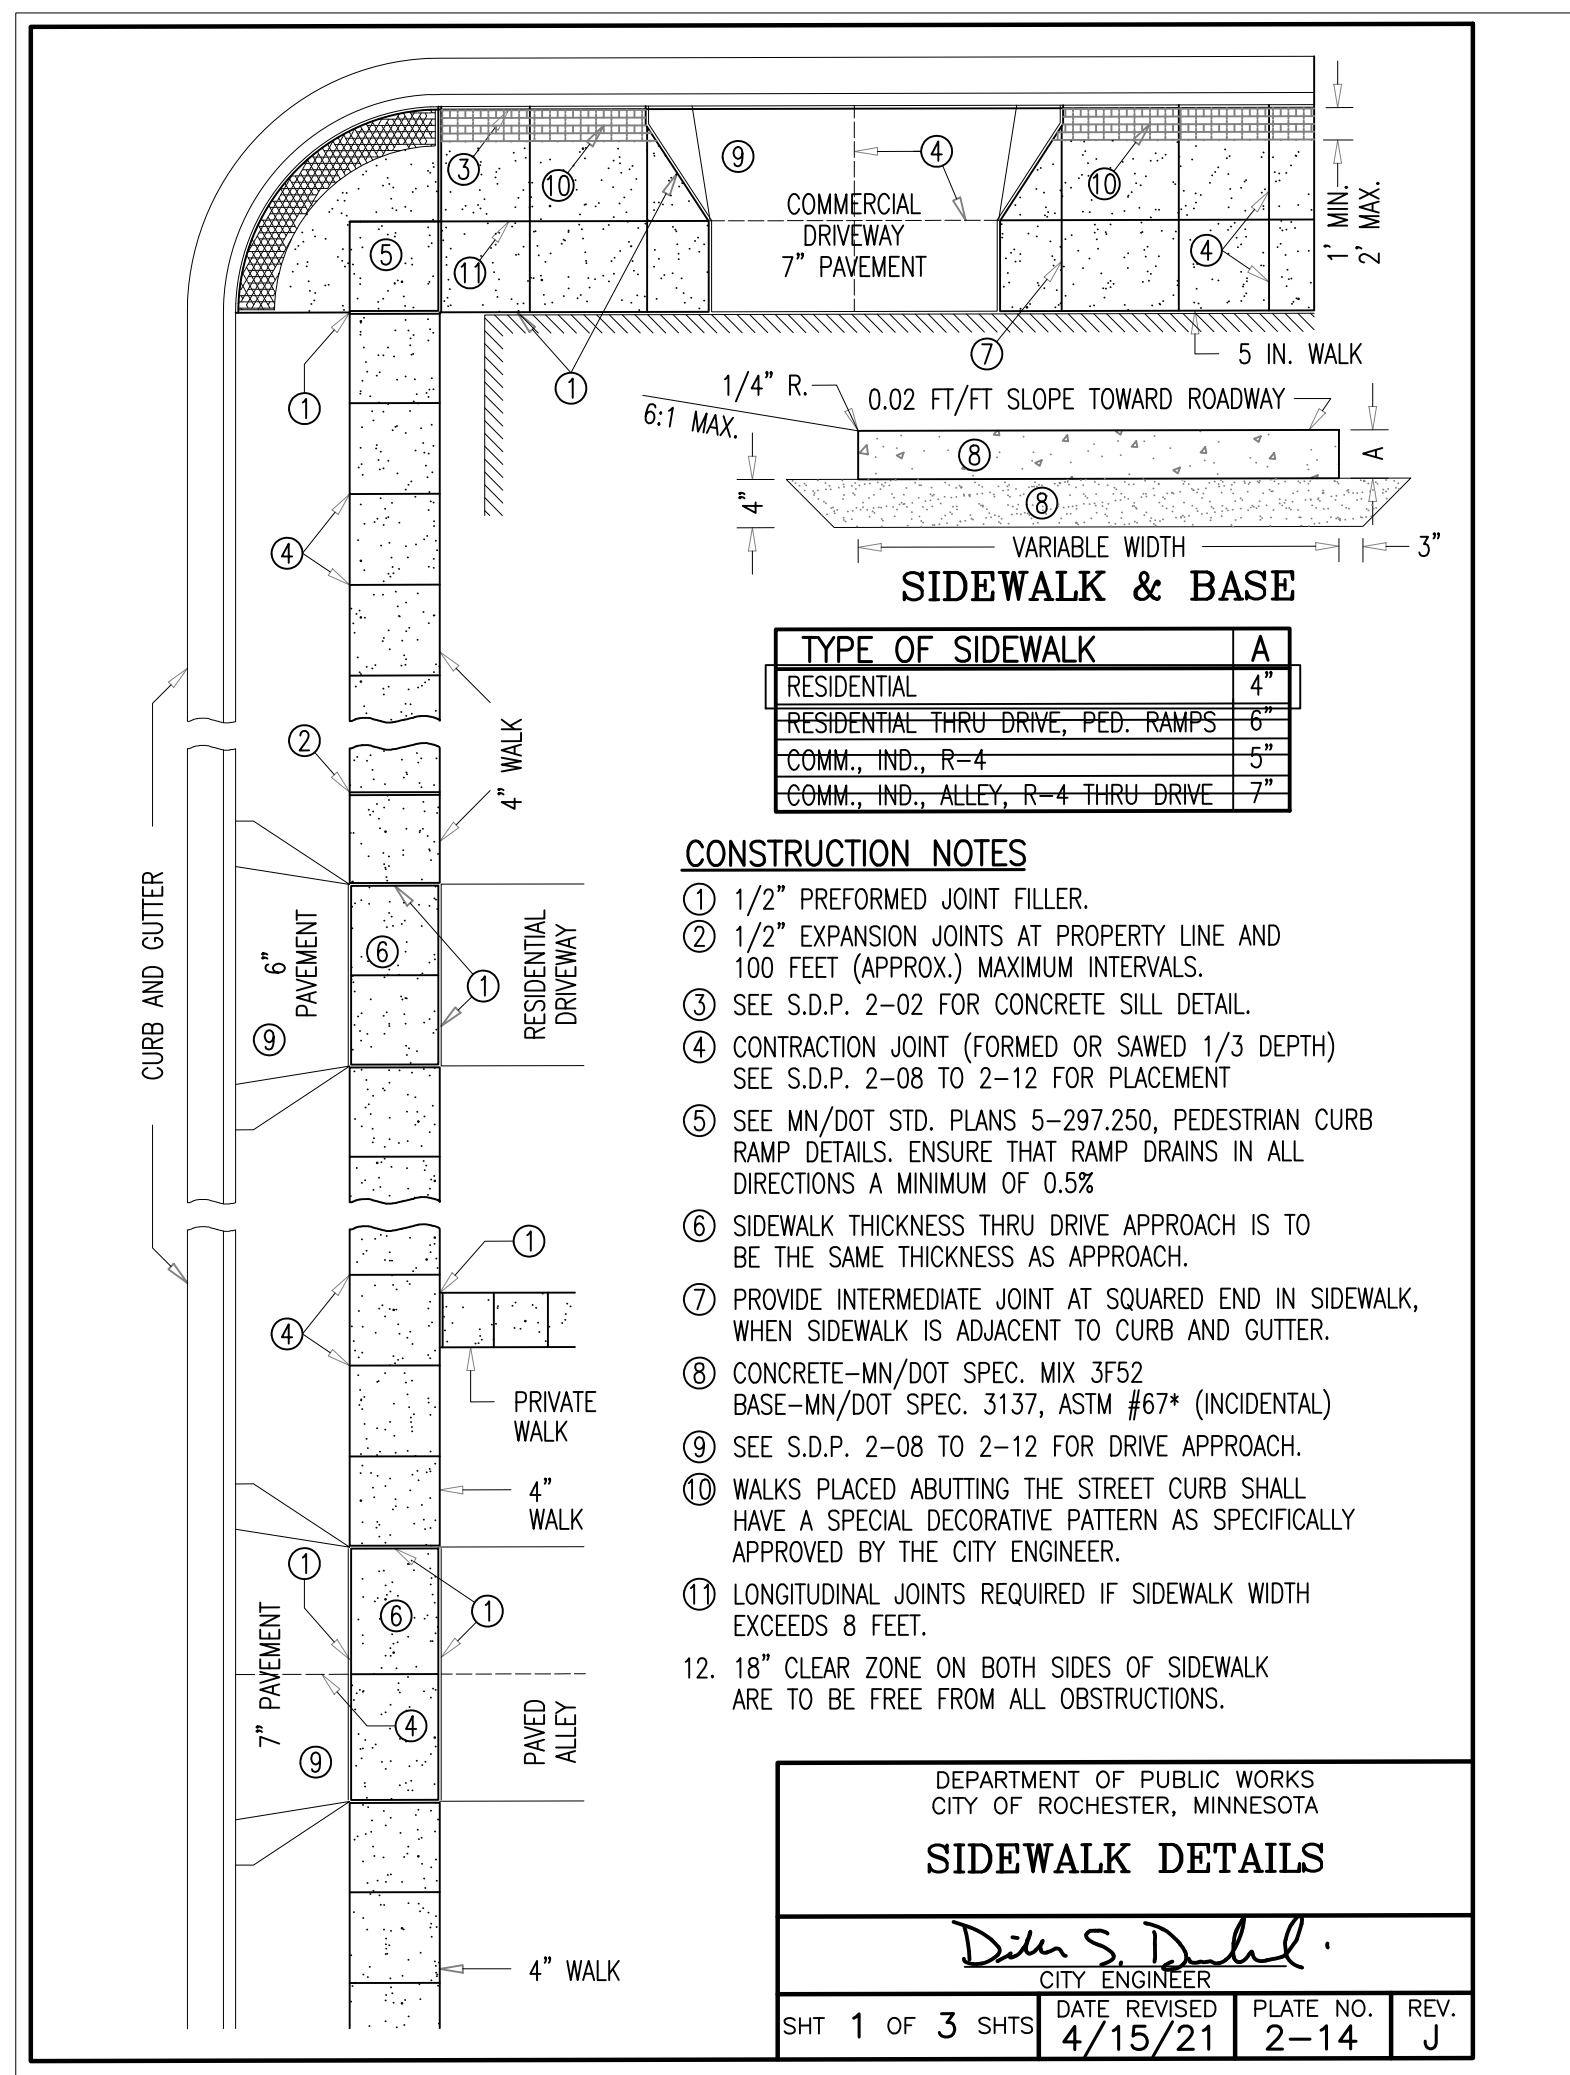 ③
⑩
⑨
④
⑩
1' MIN.
2' MAX.
COMMERCIAL
DRIVEWAY
7" PAVEMENT
⑤
⑪
④
⑦
①
①
5 IN. WALK
1/4" R.
0.02 FT/FT SLOPE TOWARD ROADWAY
6:1 MAX.
⑧
A
4"
⑧
④
VARIABLE WIDTH
3"
SIDEWALK & BASE
TYPE OF SIDEWALK A
RESIDENTIAL 4"
RESIDENTIAL THRU DRIVE, PED. RAMPS 6"
COMM., IND., R-4 5"
COMM., IND., ALLEY, R-4 THRU DRIVE 7"
②
4" WALK
CURB AND GUTTER
6"
PAVEMENT
⑥
①
⑨
RESIDENTIAL
DRIVEWAY
①
④
PRIVATE
WALK
4"
WALK
①
⑥
①
7" PAVEMENT
④
⑨
PAVED
ALLEY
4" WALK
CONSTRUCTION NOTES
① 1/2" PREFORMED JOINT FILLER.
② 1/2" EXPANSION JOINTS AT PROPERTY LINE AND
100 FEET (APPROX.) MAXIMUM INTERVALS.
③ SEE S.D.P. 2-02 FOR CONCRETE SILL DETAIL.
④ CONTRACTION JOINT (FORMED OR SAWED 1/3 DEPTH)
SEE S.D.P. 2-08 TO 2-12 FOR PLACEMENT
⑤ SEE MN/DOT STD. PLANS 5-297.250, PEDESTRIAN CURB
RAMP DETAILS. ENSURE THAT RAMP DRAINS IN ALL
DIRECTIONS A MINIMUM OF 0.5%
⑥ SIDEWALK THICKNESS THRU DRIVE APPROACH IS TO
BE THE SAME THICKNESS AS APPROACH.
⑦ PROVIDE INTERMEDIATE JOINT AT SQUARED END IN SIDEWALK,
WHEN SIDEWALK IS ADJACENT TO CURB AND GUTTER.
⑧ CONCRETE-MN/DOT SPEC. MIX 3F52
BASE-MN/DOT SPEC. 3137, ASTM #67* (INCIDENTAL)
⑨ SEE S.D.P. 2-08 TO 2-12 FOR DRIVE APPROACH.
⑩ WALKS PLACED ABUTTING THE STREET CURB SHALL
HAVE A SPECIAL DECORATIVE PATTERN AS SPECIFICALLY
APPROVED BY THE CITY ENGINEER.
⑪ LONGITUDINAL JOINTS REQUIRED IF SIDEWALK WIDTH
EXCEEDS 8 FEET.
12. 18" CLEAR ZONE ON BOTH SIDES OF SIDEWALK
ARE TO BE FREE FROM ALL OBSTRUCTIONS.
DEPARTMENT OF PUBLIC WORKS
CITY OF ROCHESTER, MINNESOTA
SIDEWALK DETAILS
CITY ENGINEER
SHT 1 OF 3 SHTS
DATE REVISED
4/15/21
PLATE NO.
2-14
REV.
J